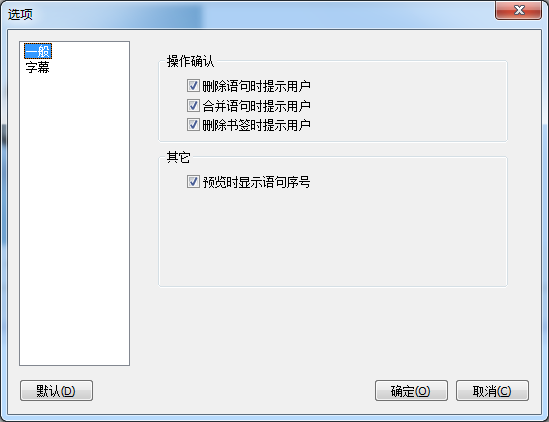 选项
一般
字幕
操作确认
删除语句时提示用户
合并语句时提示用户
删除书签时提示用户
其它
预览时显示语句序号
默认(D)
确定(O)
取消(C)